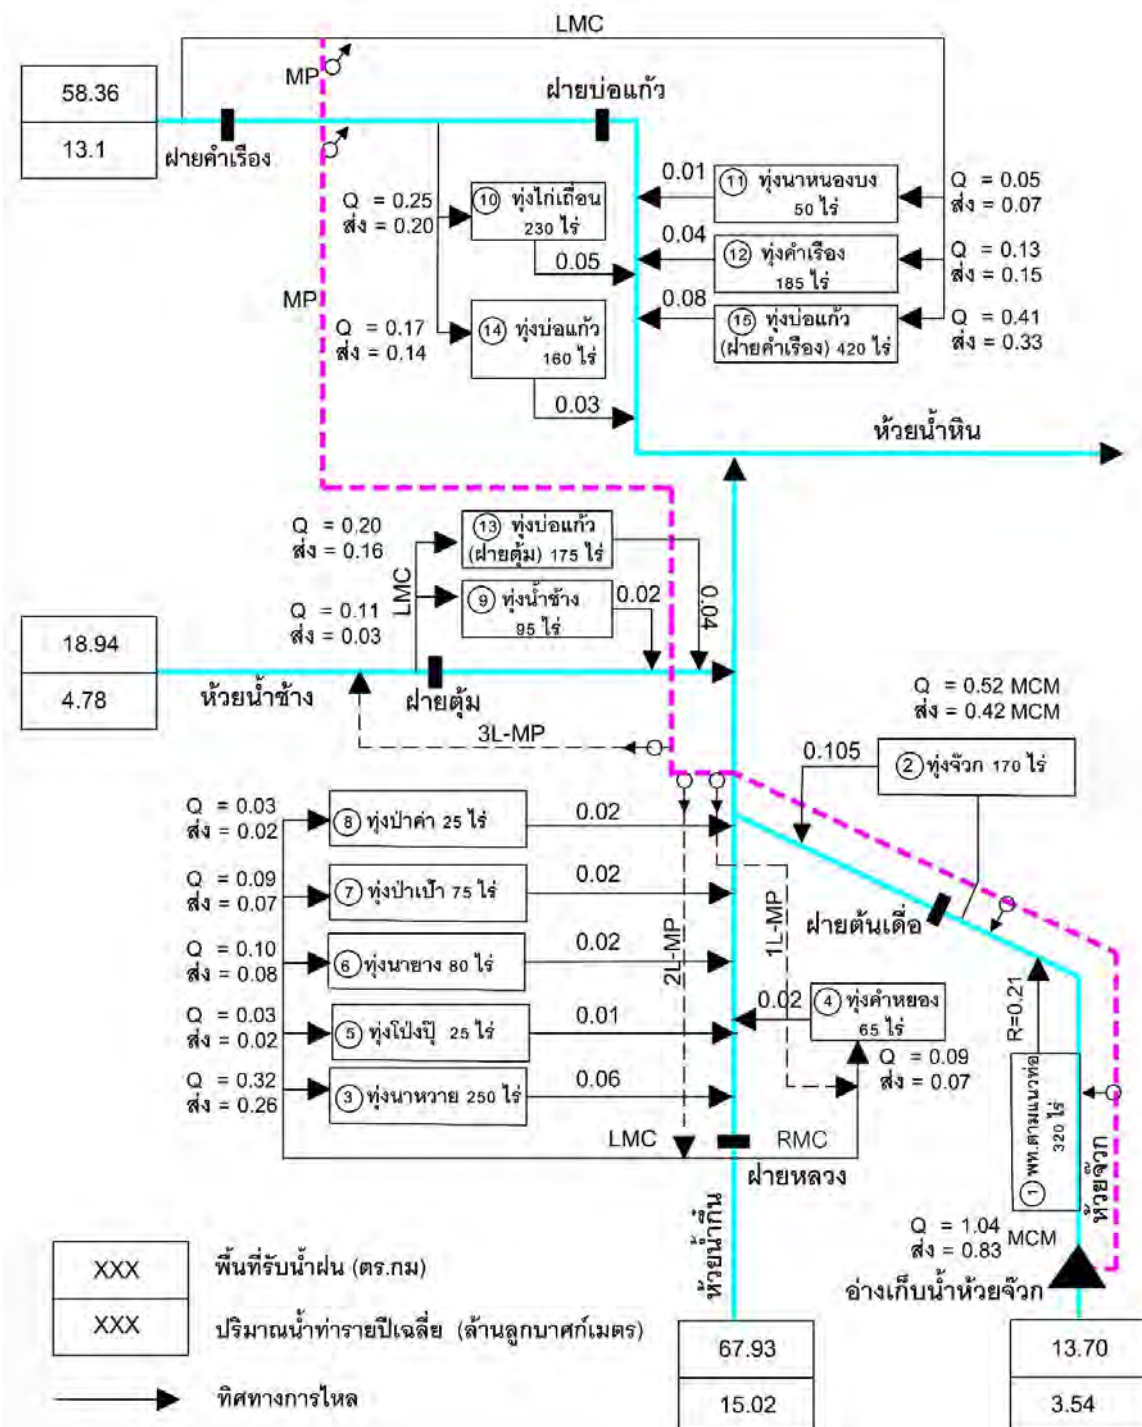 LMC
MP
58.36
13.1
ฝายคำเรือง
ฝายบ่อแก้ว
Q = 0.25
ส่ง = 0.20
10 ทุ่งไก่เถื่อน
230 ไร่
0.05
0.01
11 ทุ่งนาหนองบง
50 ไร่
Q = 0.05
ส่ง = 0.07
0.04
12 ทุ่งคำเรือง
185 ไร่
Q = 0.13
ส่ง = 0.15
MP
Q = 0.17
ส่ง = 0.14
14 ทุ่งบ่อแก้ว
160 ไร่
0.03
0.08
15 ทุ่งบ่อแก้ว
(ฝายคำเรือง) 420 ไร่
Q = 0.41
ส่ง = 0.33
ห้วยน้ำหิน
Q = 0.20
ส่ง = 0.16
13 ทุ่งบ่อแก้ว
(ฝายตุ้ม) 175 ไร่
0.04
LMC
Q = 0.11
ส่ง = 0.03
9 ทุ่งน้ำช้าง
95 ไร่
0.02
18.94
4.78
ห้วยน้ำช้าง
ฝายตุ้ม
3L-MP
Q = 0.52 MCM
ส่ง = 0.42 MCM
0.105
2 ทุ่งจ๊วก 170 ไร่
Q = 0.03
ส่ง = 0.02
8 ทุ่งป่าค่า 25 ไร่
0.02
Q = 0.09
ส่ง = 0.07
7 ทุ่งป่าเป้า 75 ไร่
0.02
Q = 0.10
ส่ง = 0.08
6 ทุ่งนายาง 80 ไร่
0.02
2L-MP
1L-MP
ฝายต้นเดื่อ
Q = 0.03
ส่ง = 0.02
5 ทุ่งโป่งปุ๊ 25 ไร่
0.01
0.02
4 ทุ่งคำหยอง
65 ไร่
Q = 0.09
ส่ง = 0.07
R=0.21
Q = 0.32
ส่ง = 0.26
3 ทุ่งนาหวาย 250 ไร่
0.06
1 พท.ตามแนวท่อ
320 ไร่
ห้วยจ๊วก
LMC
RMC
ฝายหลวง
ห้วยน้ำกึ๋น
Q = 1.04
ส่ง = 0.83 MCM
อ่างเก็บน้ำห้วยจ๊วก
XXX
พื้นที่รับน้ำฝน (ตร.กม)
XXX
ปริมาณน้ำท่ารายปีเฉลี่ย (ล้านลูกบาศก์เมตร)
ทิศทางการไหล
67.93
15.02
13.70
3.54